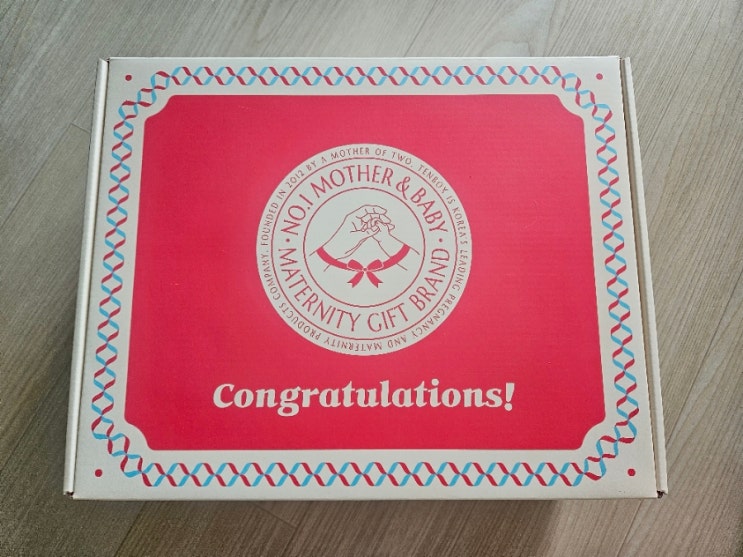 FOUNDED IN 2012 BY A MOTHER OF TWO, TENBOY IS KOREA'S LEADING PREGNANCY AND MATERNITY PRODUCTS COMPANY.
NO.1 MOTHER & BABY
MATERNITY GIFT BRAND
Congratulations!